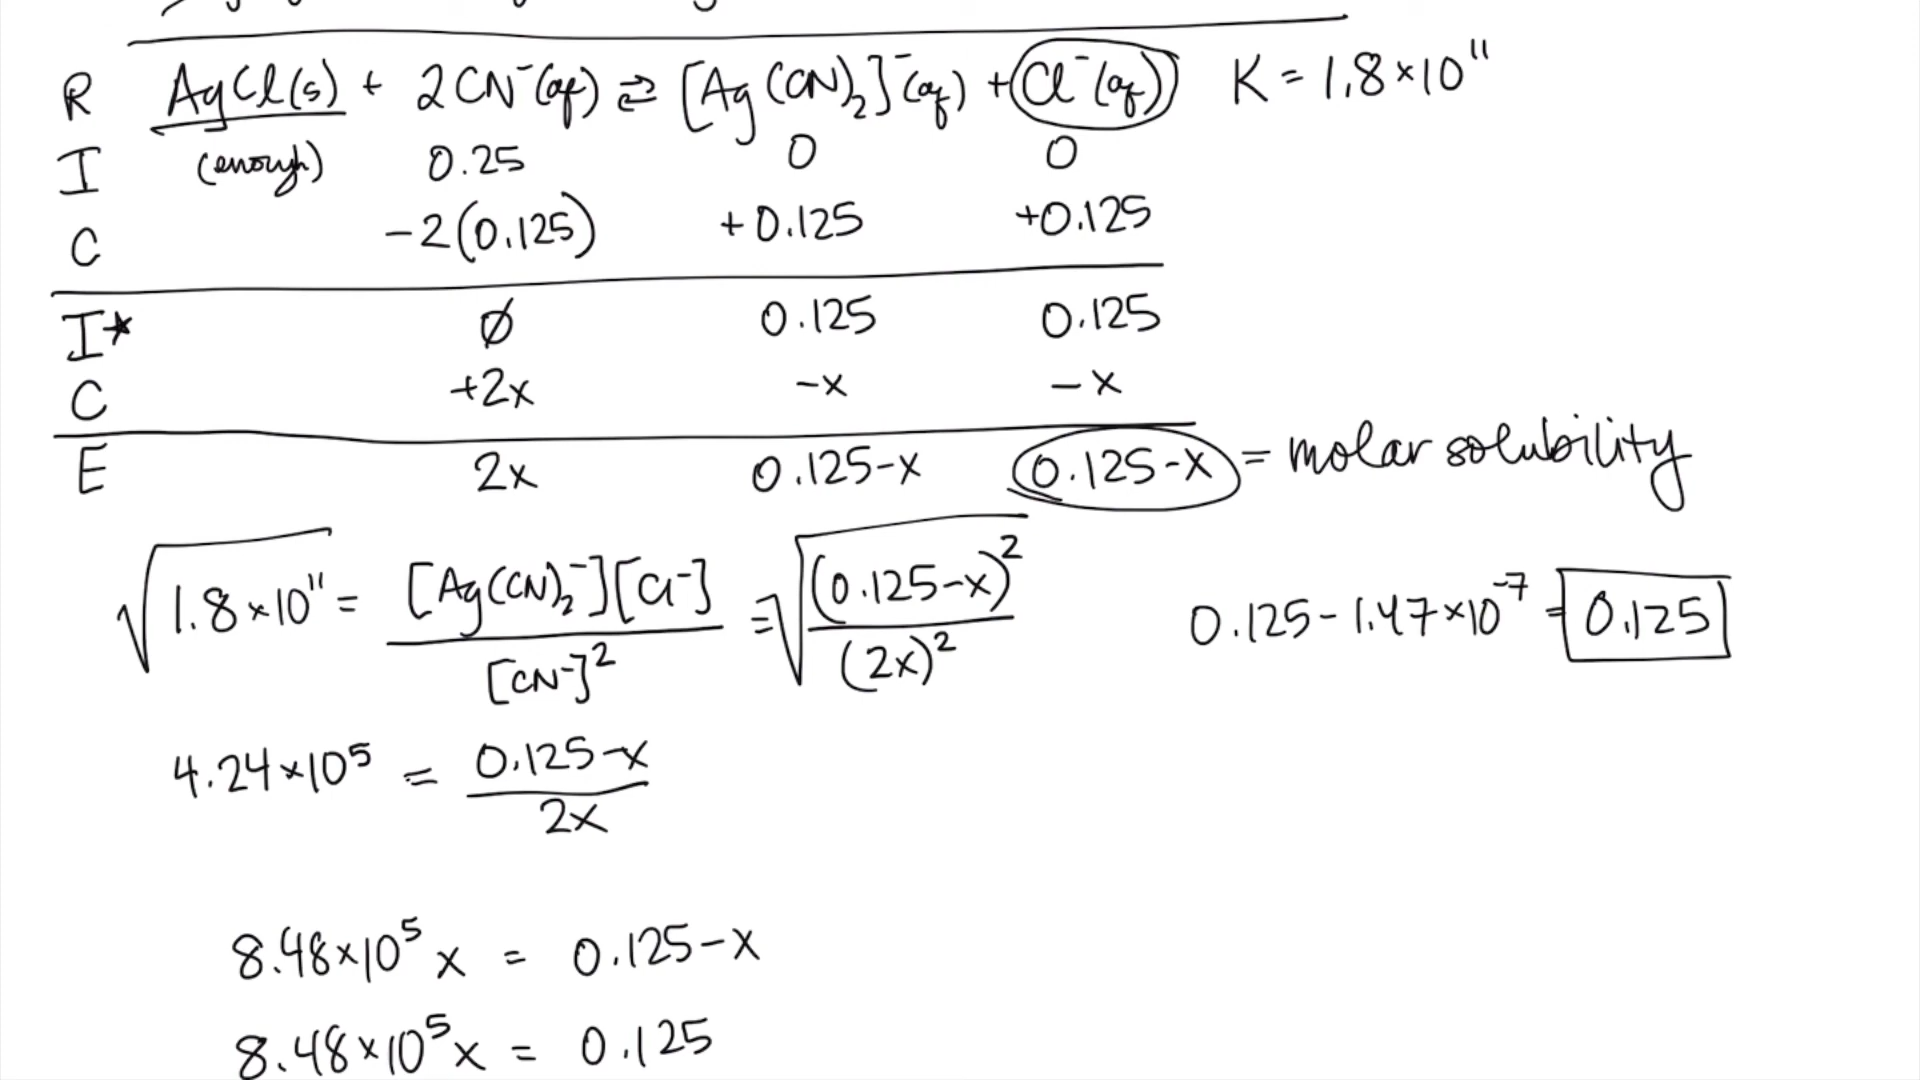 R AgCl(s) + 2CN⁻(aq) ⇌ [Ag(CN)₂]⁻(aq) + Cl⁻(aq) K = 1.8×10¹¹
I (enough) 0.25 0 0
C -2(0.125) +0.125 +0.125
I* ∅ 0.125 0.125
C +2x -x -x
E 2x 0.125-x 0.125-x = molar solubility
√1.8×10¹¹ = [Ag(CN)₂⁻][Cl⁻] / [CN⁻]² = √(0.125-x)² / (2x)²
0.125 - 1.47×10⁻⁷ = 0.125
4.24×10⁵ = 0.125-x / 2x
8.48×10⁵ x = 0.125-x
8.48×10⁵ x = 0.125